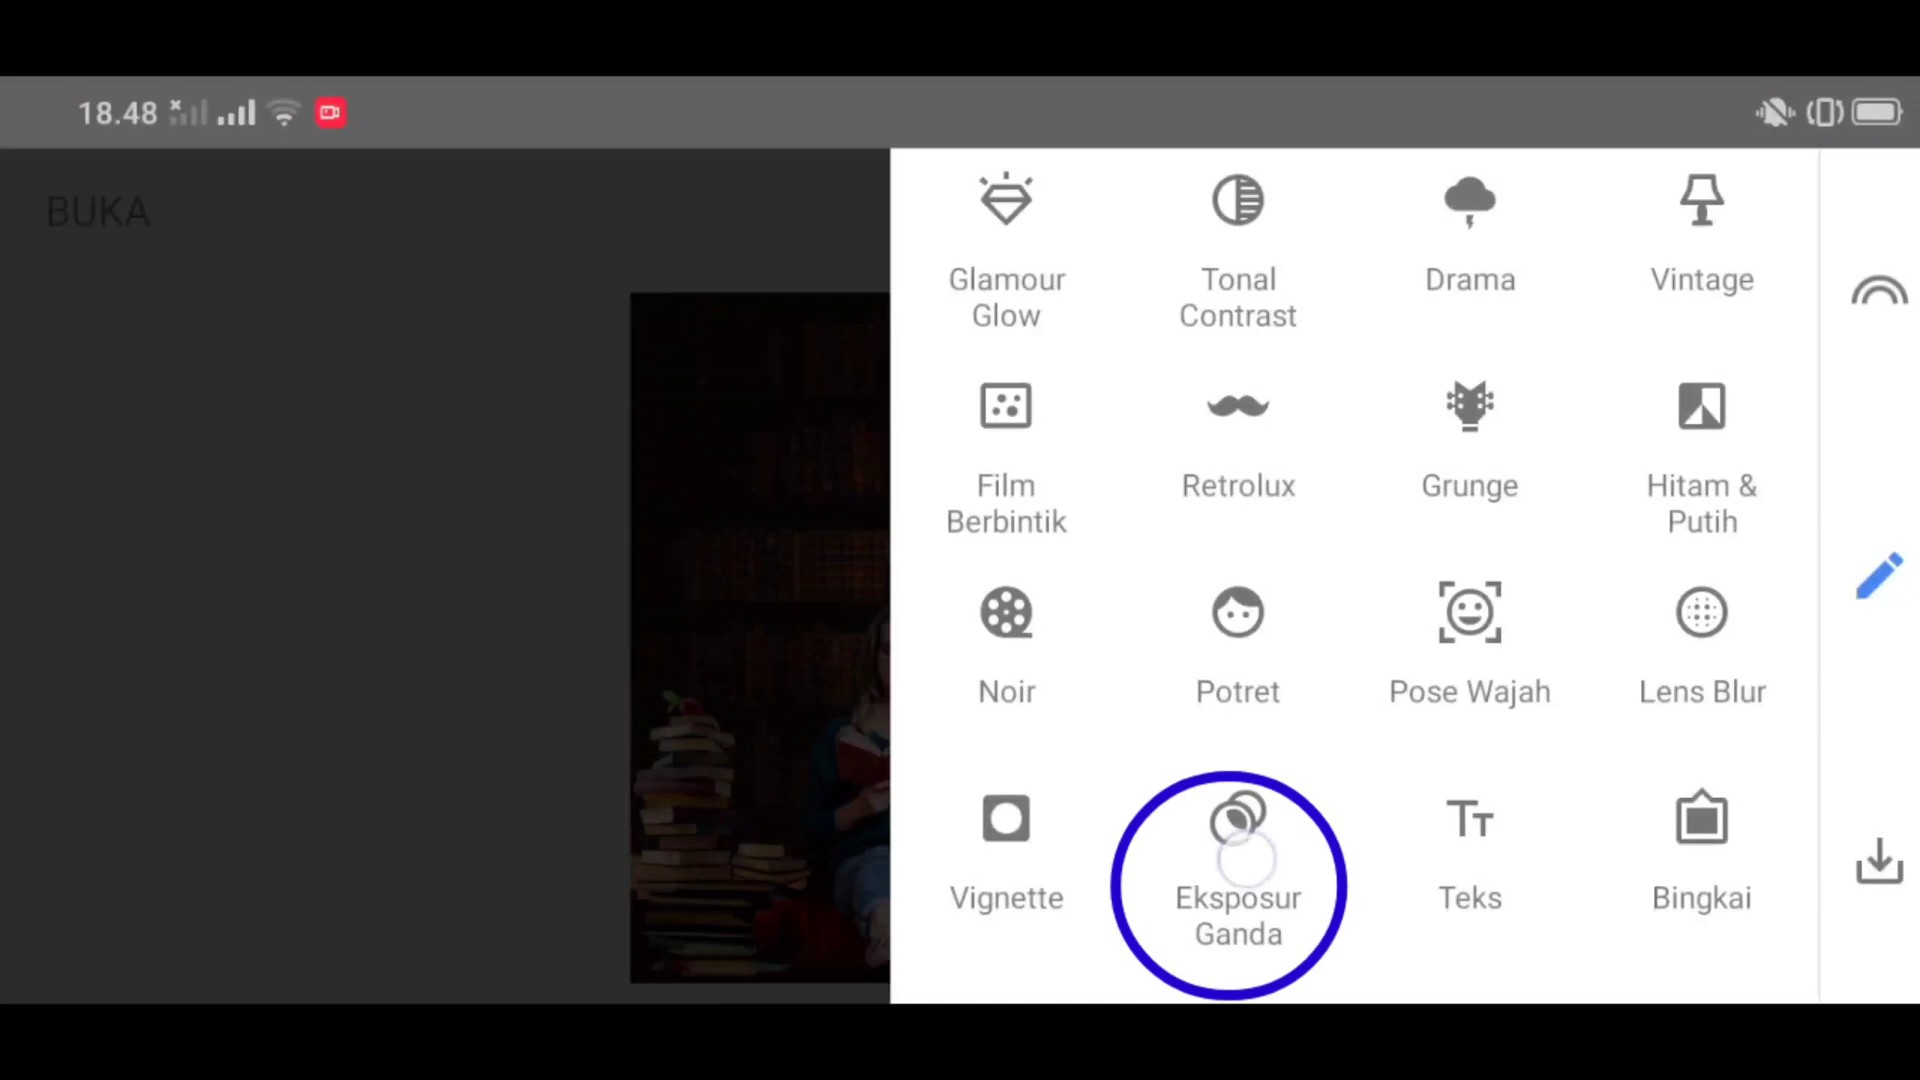 18.48
BUKA
Glamour
Glow
Tonal
Contrast
Drama
Vintage
Film
Berbintik
Retrolux
Grunge
Hitam &
Putih
Noir
Potret
Pose Wajah
Lens Blur
Vignette
Eksposur
Ganda
Teks
Bingkai